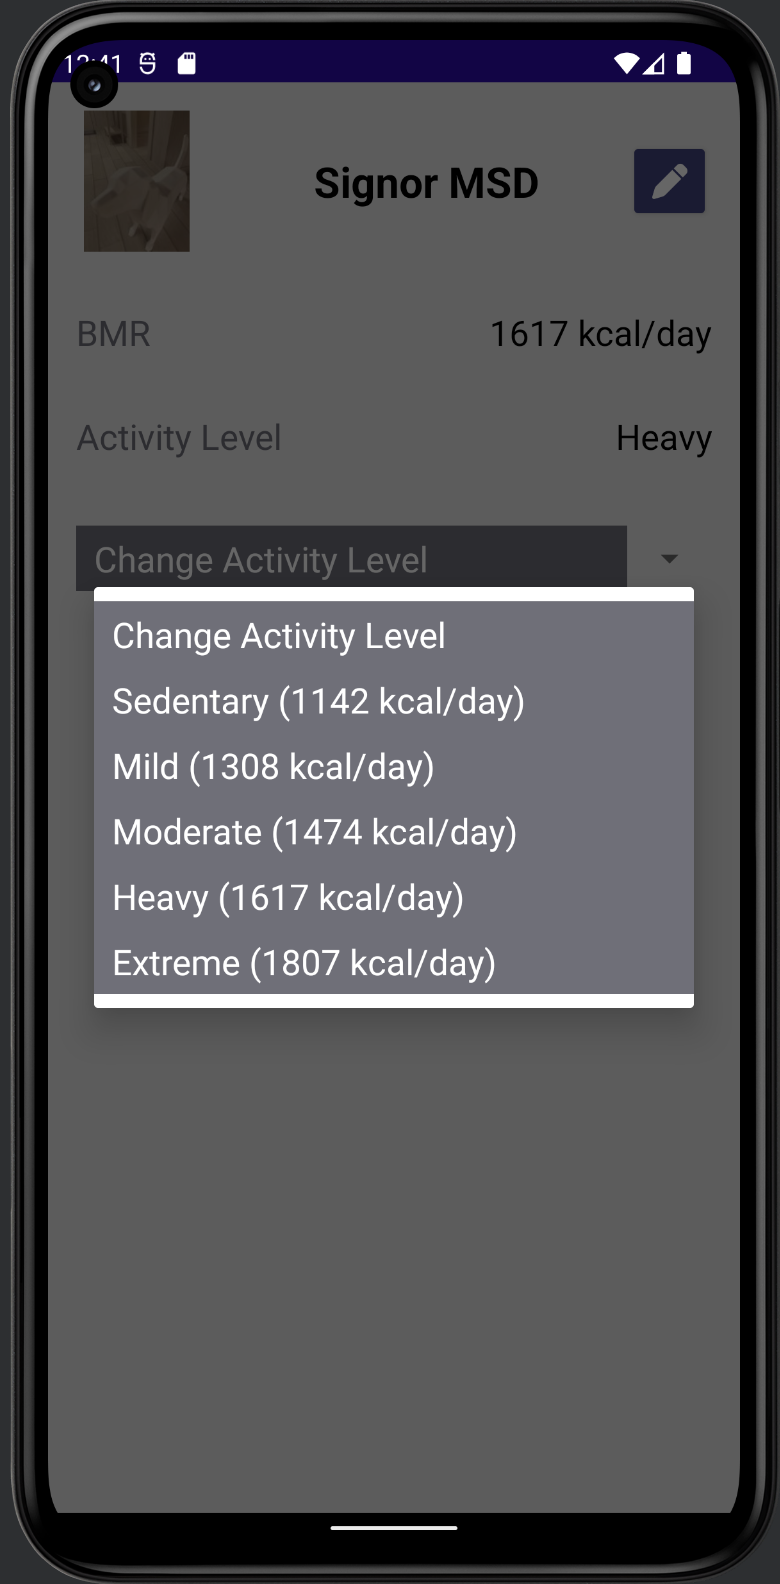 12:41
Signor MSD
BMR 1617 kcal/day
Activity Level Heavy
Change Activity Level
Change Activity Level
Sedentary (1142 kcal/day)
Mild (1308 kcal/day)
Moderate (1474 kcal/day)
Heavy (1617 kcal/day)
Extreme (1807 kcal/day)